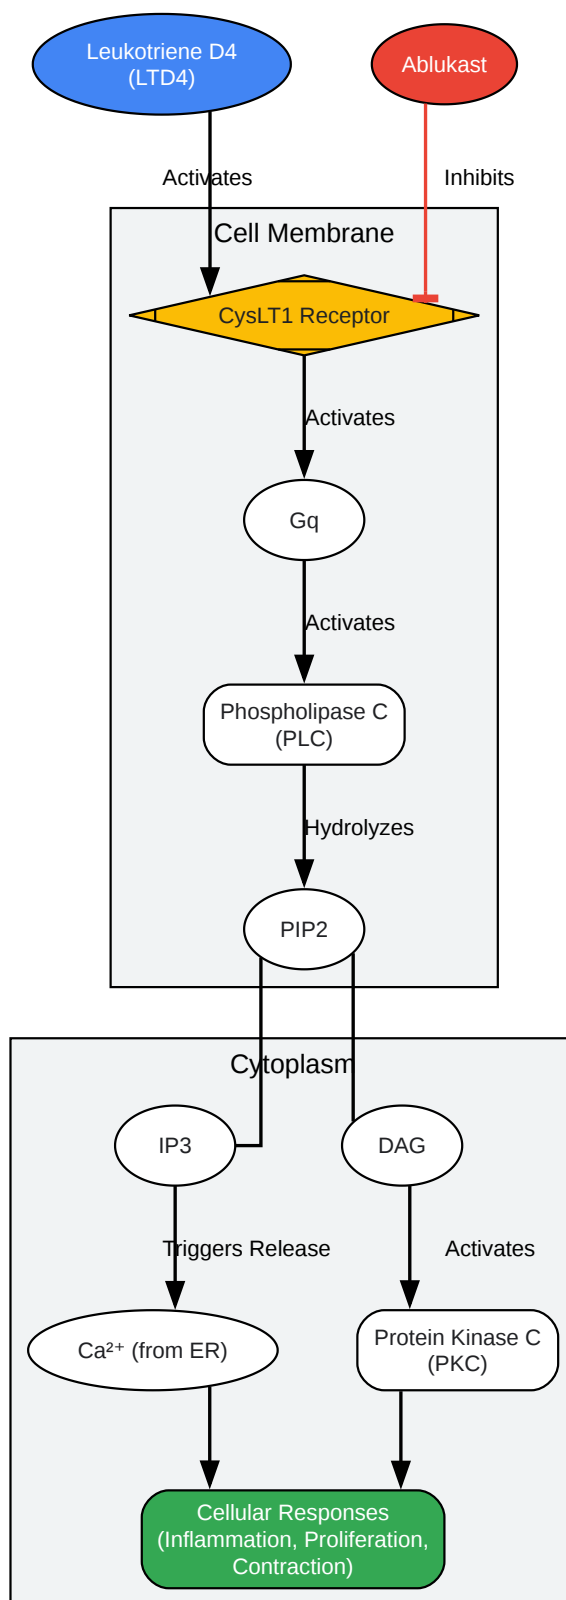 Leukotriene D4
(LTD4)
Ablukast
Activates
Inhibits
Cell Membrane
CysLT1 Receptor
Activates
Gq
Activates
Phospholipase C
(PLC)
Hydrolyzes
PIP2
Cytoplasm
IP3
DAG
Triggers Release
Activates
Ca²⁺ (from ER)
Protein Kinase C
(PKC)
Cellular Responses
(Inflammation, Proliferation,
Contraction)